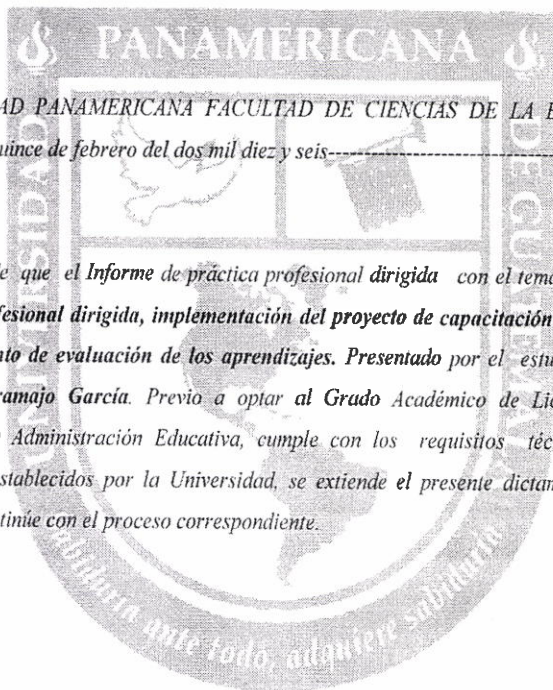 PANAMERICANA
UNIVERSIDAD
DE GUATEMALA
AD PANAMERICANA FACULTAD DE CIENCIAS DE LA E
uince de febrero del dos mil diez y seis-----------------------------
e que el Informe de práctica profesional dirigida con el tema
fesional dirigida, implementación del proyecto de capacitación
nto de evaluación de los aprendizajes. Presentado por el estu
ramajo García. Previo a optar al Grado Académico de Lic
Administración Educativa, cumple con los requisitos téc
stablecidos por la Universidad, se extiende el presente dictam
tinúe con el proceso correspondiente.
Sabiduría ante todo, adquiere sabiduría